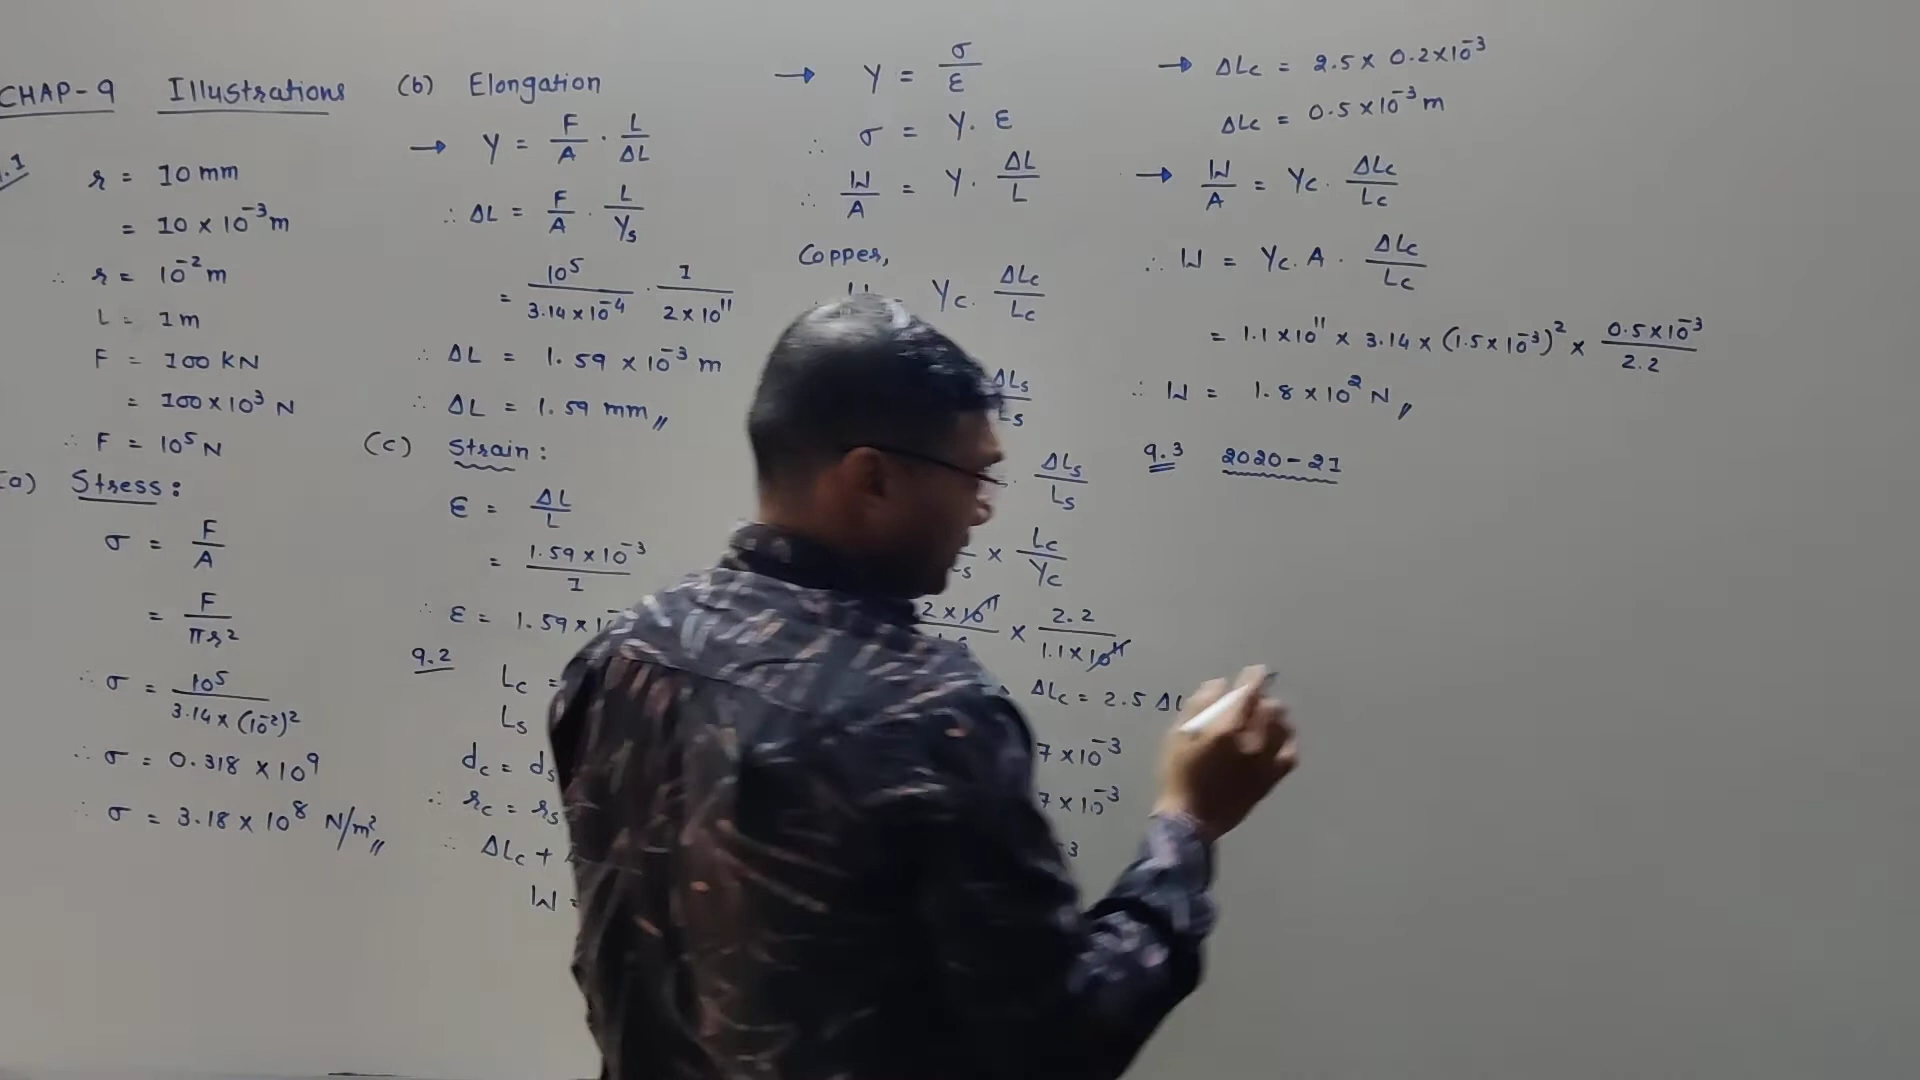 CHAP-9 Illustrations
.1 r = 10 mm
= 10 × 10⁻³ m
∴ r = 10⁻² m
L = 1 m
F = 100 KN
= 100 × 10³ N
∴ F = 10⁵ N
(a) Stress :
σ = F/A
= F/πr²
∴ σ = 10⁵/3.14 × (10⁻²)²
∴ σ = 0.318 × 10⁹
∴ σ = 3.18 × 10⁸ N/m² //
(b) Elongation
→ Y = F/A · L/ΔL
∴ ΔL = F/A · L/Ys
= 10⁵/3.14 × 10⁻⁴ · 1/2 × 10¹¹
∴ ΔL = 1.59 × 10⁻³ m
∴ ΔL = 1.59 mm //
(c) Strain :
ε = ΔL/L
= 1.59 × 10⁻³/1
∴ ε = 1.59 × 1
9.2 Lc =
Ls
dc = ds
∴ rc = rs
∴ ΔLc +
W =
→ Y = σ/ε
∴ σ = Y. ε
∴ W/A = Y. ΔL/L
Copper,
Yc. ΔLc/Lc
ΔLs/Ls
. ΔLs/Ls
× Lc/Yc
2 × 10¹¹ × 2.2/1.1 × 10¹¹
ΔLc = 2.5 ΔL
7 × 10⁻³
7 × 10⁻³
⁻³
→ ΔLc = 2.5 × 0.2 × 10⁻³
ΔLc = 0.5 × 10⁻³ m
→ W/A = Yc. ΔLc/Lc
∴ W = Yc. A. ΔLc/Lc
= 1.1 × 10¹¹ × 3.14 × (1.5 × 10⁻³)² × 0.5 × 10⁻³/2.2
∴ W = 1.8 × 10² N //
9.3 2020-21